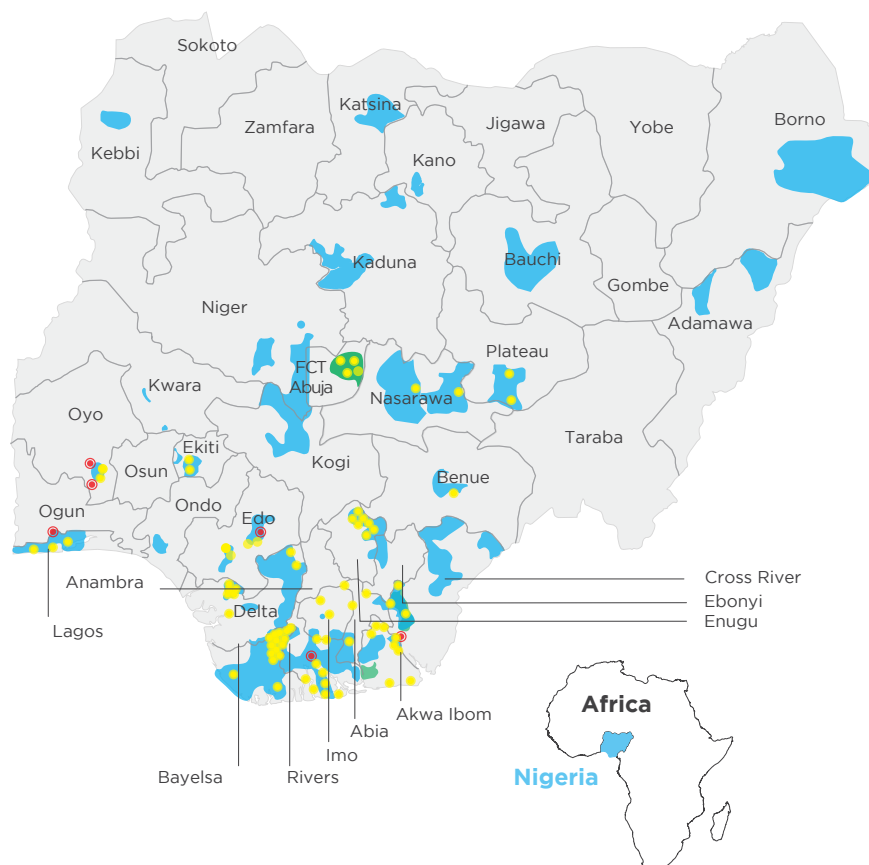 Sokoto
Katsina
Zamfara
Jigawa
Yobe
Borno
Kebbi
Kano
Kaduna
Bauchi
Gombe
Niger
Adamawa
FCT
Abuja
Plateau
Kwara
Nasarawa
Oyo
Taraba
Ekiti
Osun
Kogi
Benue
Ogun
Ondo
Edo
Anambra
Cross River
Delta
Ebonyi
Enugu
Lagos
Akwa Ibom
Abia
Imo
Bayelsa
Rivers
Africa
Nigeria